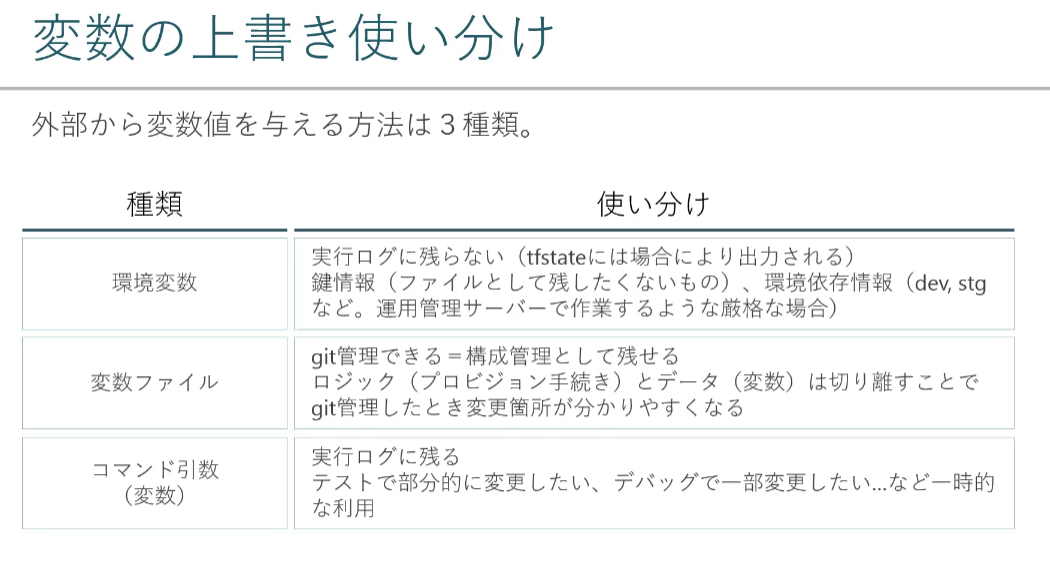 変数の上書き使い分け
外部から変数値を与える方法は３種類。
種類
使い分け
環境変数
実行ログに残らない（tfstateには場合により出力される）
鍵情報（ファイルとして残したくないもの）、環境依存情報（dev, stg
など。運用管理サーバーで作業するような厳格な場合）
変数ファイル
git管理できる＝構成管理として残せる
ロジック（プロビジョン手続き）とデータ（変数）は切り離すことで
git管理したとき変更箇所が分かりやすくなる
コマンド引数
（変数）
実行ログに残る
テストで部分的に変更したい、デバッグで一部変更したい...など一時的
な利用